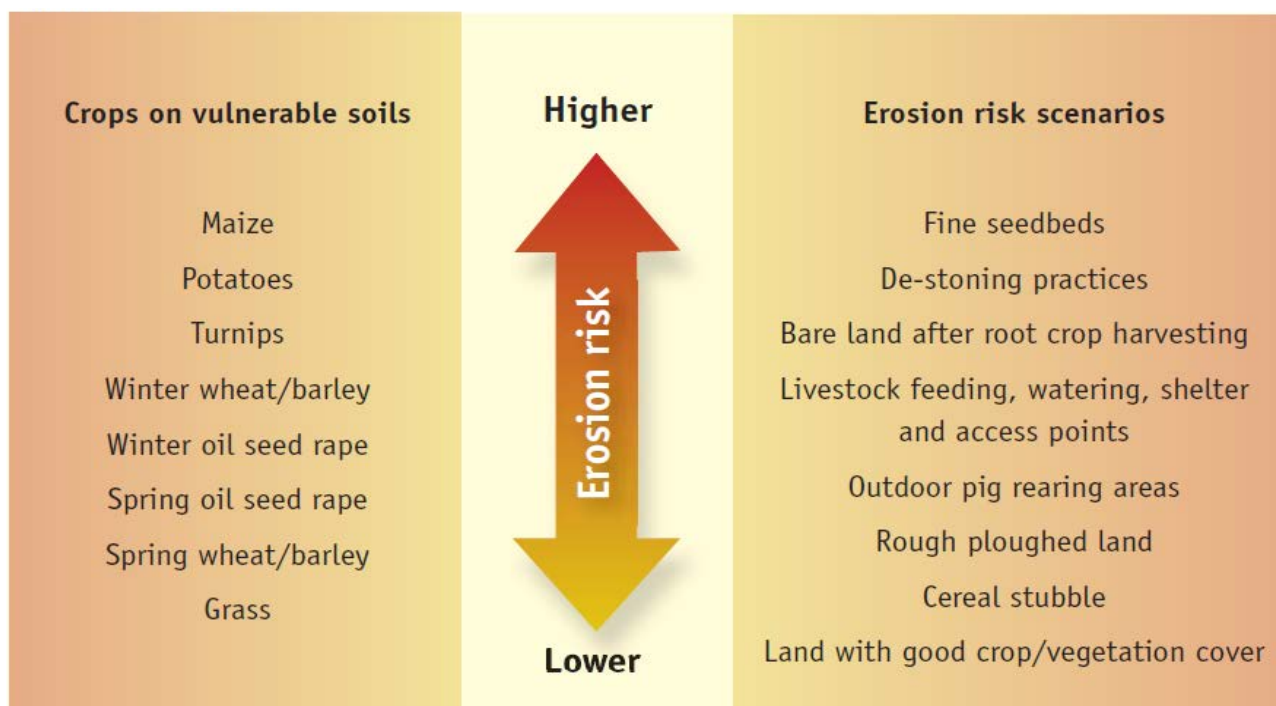 Crops on vulnerable soils
Maize
Potatoes
Turnips
Winter wheat/barley
Winter oil seed rape
Spring oil seed rape
Spring wheat/barley
Grass
Higher
Erosion risk
Lower
Erosion risk scenarios
Fine seedbeds
De-stoning practices
Bare land after root crop harvesting
Livestock feeding, watering, shelter
and access points
Outdoor pig rearing areas
Rough ploughed land
Cereal stubble
Land with good crop/vegetation cover